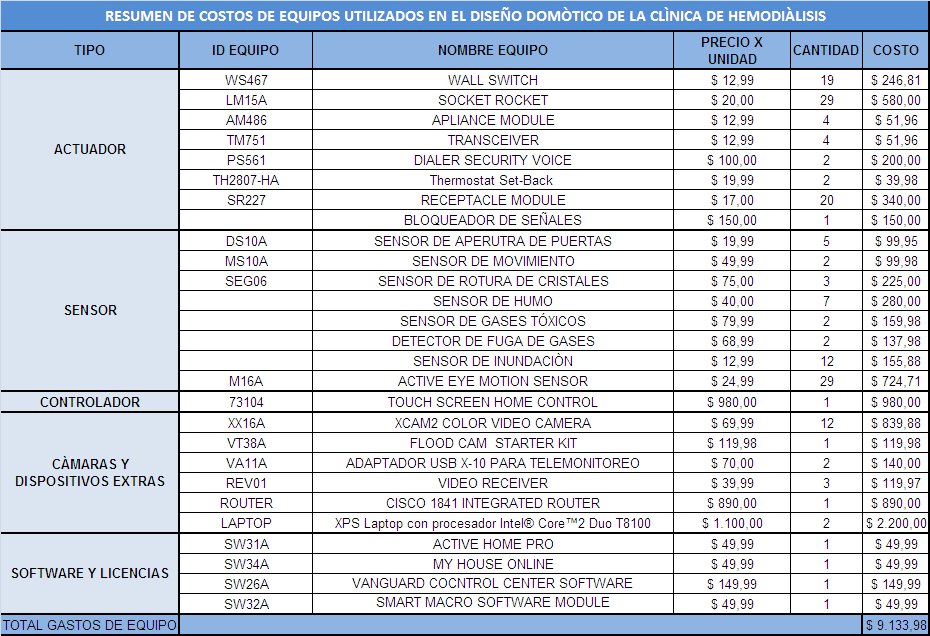 RESUMEN DE COSTOS DE EQUIPOS UTILIZADOS EN EL DISEÑO DOMÒTICO DE LA CLÌNICA DE HEMODIÀLISIS
TIPO ID EQUIPO NOMBRE EQUIPO PRECIO X UNIDAD CANTIDAD COSTO
ACTUADOR
WS467 WALL SWITCH $ 12,99 19 $ 246,81
LM15A SOCKET ROCKET $ 20,00 29 $ 580,00
AM486 APLIANCE MODULE $ 12,99 4 $ 51,96
TM751 TRANSCEIVER $ 12,99 4 $ 51,96
PS561 DIALER SECURITY VOICE $ 100,00 2 $ 200,00
TH2807-HA Thermostat Set-Back $ 19,99 2 $ 39,98
SR227 RECEPTACLE MODULE $ 17,00 20 $ 340,00
BLOQUEADOR DE SEÑALES $ 150,00 1 $ 150,00
SENSOR
DS10A SENSOR DE APERUTRA DE PUERTAS $ 19,99 5 $ 99,95
MS10A SENSOR DE MOVIMIENTO $ 49,99 2 $ 99,98
SEG06 SENSOR DE ROTURA DE CRISTALES $ 75,00 3 $ 225,00
SENSOR DE HUMO $ 40,00 7 $ 280,00
SENSOR DE GASES TÓXICOS $ 79,99 2 $ 159,98
DETECTOR DE FUGA DE GASES $ 68,99 2 $ 137,98
SENSOR DE INUNDACIÒN $ 12,99 12 $ 155,88
M16A ACTIVE EYE MOTION SENSOR $ 24,99 29 $ 724,71
CONTROLADOR 73104 TOUCH SCREEN HOME CONTROL $ 980,00 1 $ 980,00
CÀMARAS Y DISPOSITIVOS EXTRAS
XX16A XCAM2 COLOR VIDEO CAMERA $ 69,99 12 $ 839,88
VT38A FLOOD CAM STARTER KIT $ 119,98 1 $ 119,98
VA11A ADAPTADOR USB X-10 PARA TELEMONITOREO $ 70,00 2 $ 140,00
REV01 VIDEO RECEIVER $ 39,99 3 $ 119,97
ROUTER CISCO 1841 INTEGRATED ROUTER $ 890,00 1 $ 890,00
LAPTOP XPS Laptop con procesador Intel® Core™2 Duo T8100 $ 1.100,00 2 $ 2.200,00
SOFTWARE Y LICENCIAS
SW31A ACTIVE HOME PRO $ 49,99 1 $ 49,99
SW34A MY HOUSE ONLINE $ 49,99 1 $ 49,99
SW26A VANGUARD COCNTROL CENTER SOFTWARE $ 149,99 1 $ 149,99
SW32A SMART MACRO SOFTWARE MODULE $ 49,99 1 $ 49,99
TOTAL GASTOS DE EQUIPO $ 9.133,98